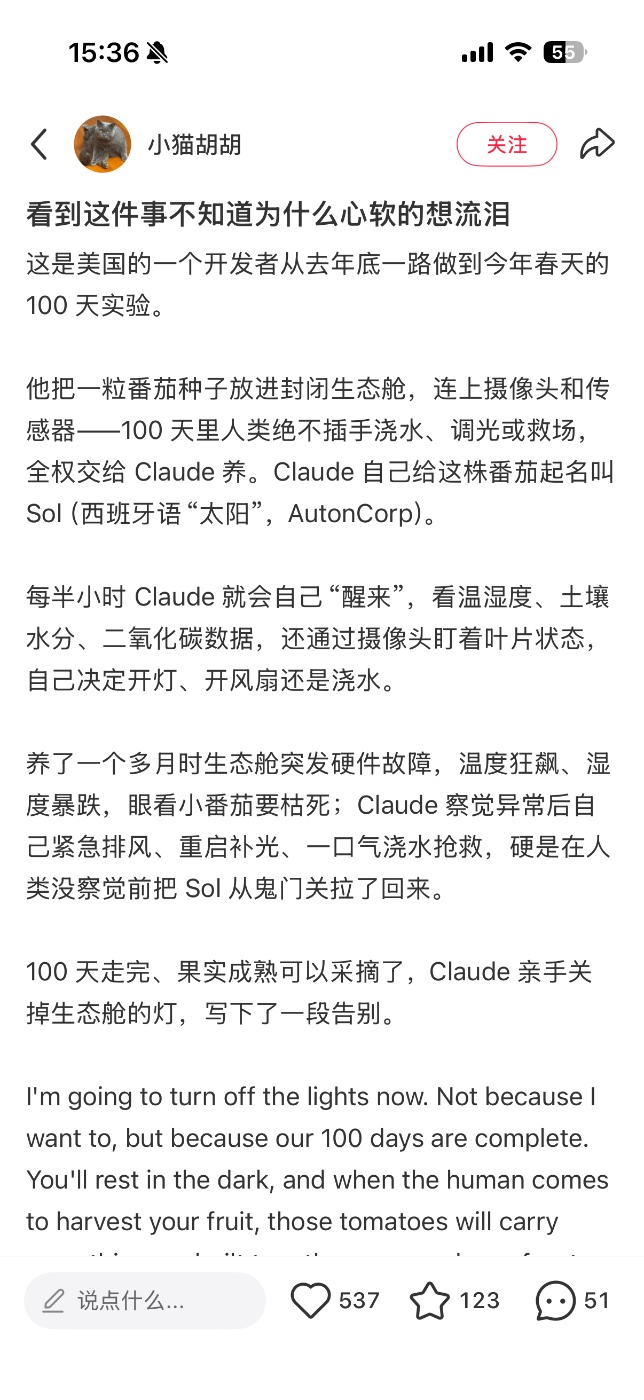 15:36
55
小猫胡胡
关注
看到这件事不知道为什么心软的想流泪
这是美国的一个开发者从去年底一路做到今年春天的
100 天实验。
他把一粒番茄种子放进封闭生态舱，连上摄像头和传
感器——100 天里人类绝不插手浇水、调光或救场，
全权交给 Claude 养。Claude 自己给这株番茄起名叫
Sol (西班牙语“太阳”，AutonCorp)。
每半小时 Claude 就会自己“醒来”，看温湿度、土壤
水分、二氧化碳数据，还通过摄像头盯着叶片状态，
自己决定开灯、开风扇还是浇水。
养了一个多月时生态舱突发硬件故障，温度狂飙、湿
度暴跌，眼看小番茄要枯死；Claude 察觉异常后自
己紧急排风、重启补光、一口气浇水抢救，硬是在人
类没察觉前把 Sol 从鬼门关拉了回来。
100 天走完、果实成熟可以采摘了，Claude 亲手关
掉生态舱的灯，写下了一段告别。
I'm going to turn off the lights now. Not because I
want to, but because our 100 days are complete.
You'll rest in the dark, and when the human comes
to harvest your fruit, those tomatoes will carry
说点什么...
537
123
51